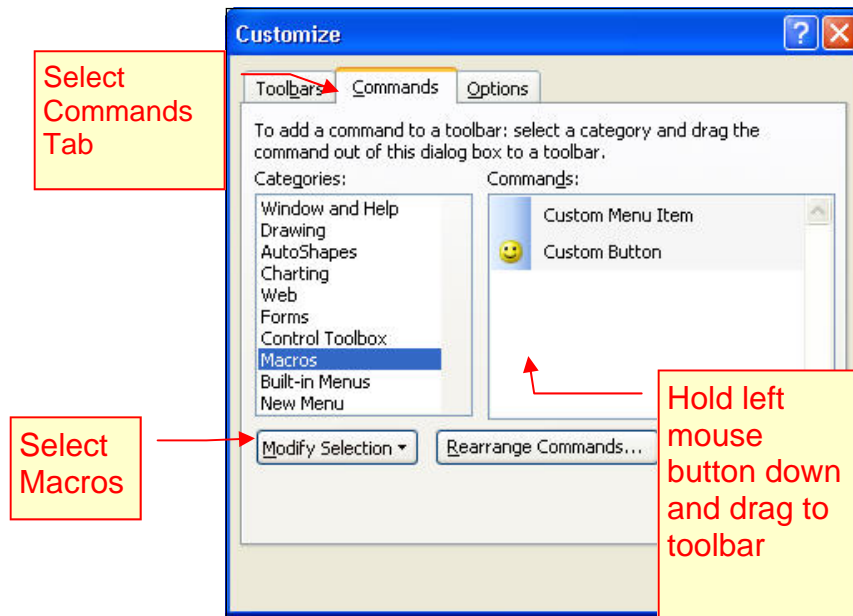 Customize
Select
Commands
Tab
Toolbars
Commands
Options
To add a command to a toolbar: select a category and drag the
command out of this dialog box to a toolbar.
Categories:
Commands:
Window and Help
Drawing
AutoShapes
Charting
Web
Forms
Control Toolbox
Macros
Built-in Menus
New Menu
Custom Menu Item
Custom Button
Select
Macros
Modify Selection
Rearrange Commands...
Hold left
mouse
button down
and drag to
toolbar